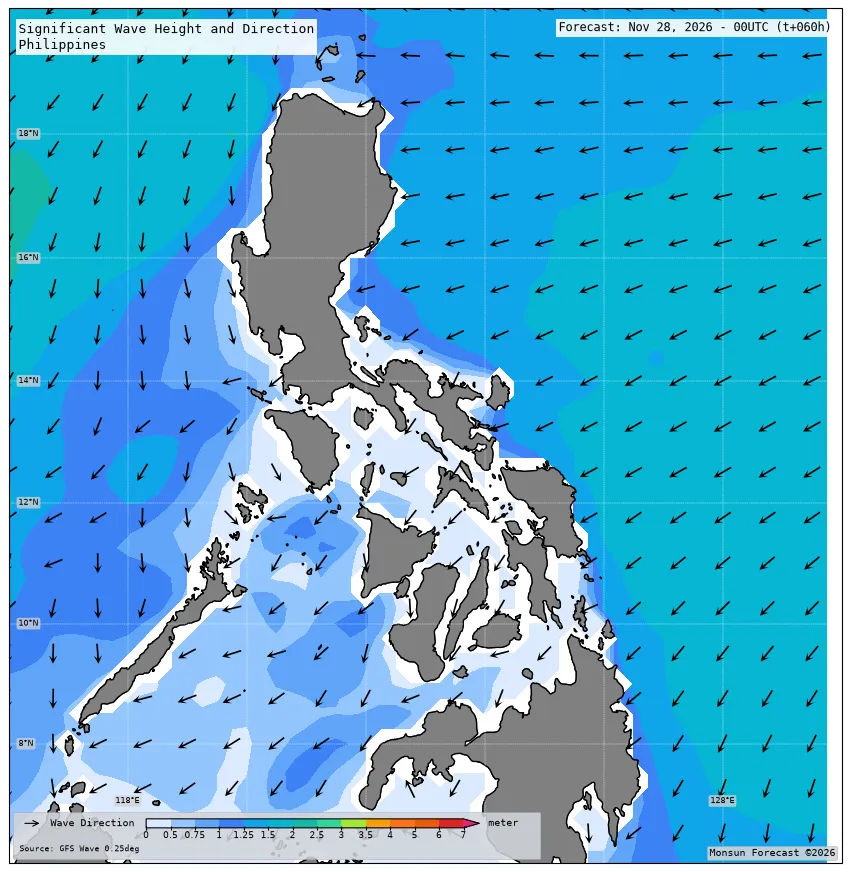 Significant Wave Height and Direction
Philippines
Forecast: Nov 28, 2026 - 00UTC (t+060h)
18°N
16°N
14°N
12°N
10°N
8°N
118°E
128°E
Wave Direction
0 0.5 0.75 1 1.25 1.5 2 2.5 3 3.5 4 5 6 7
meter
Source: GFS Wave 0.25deg
Monsun Forecast ©2026